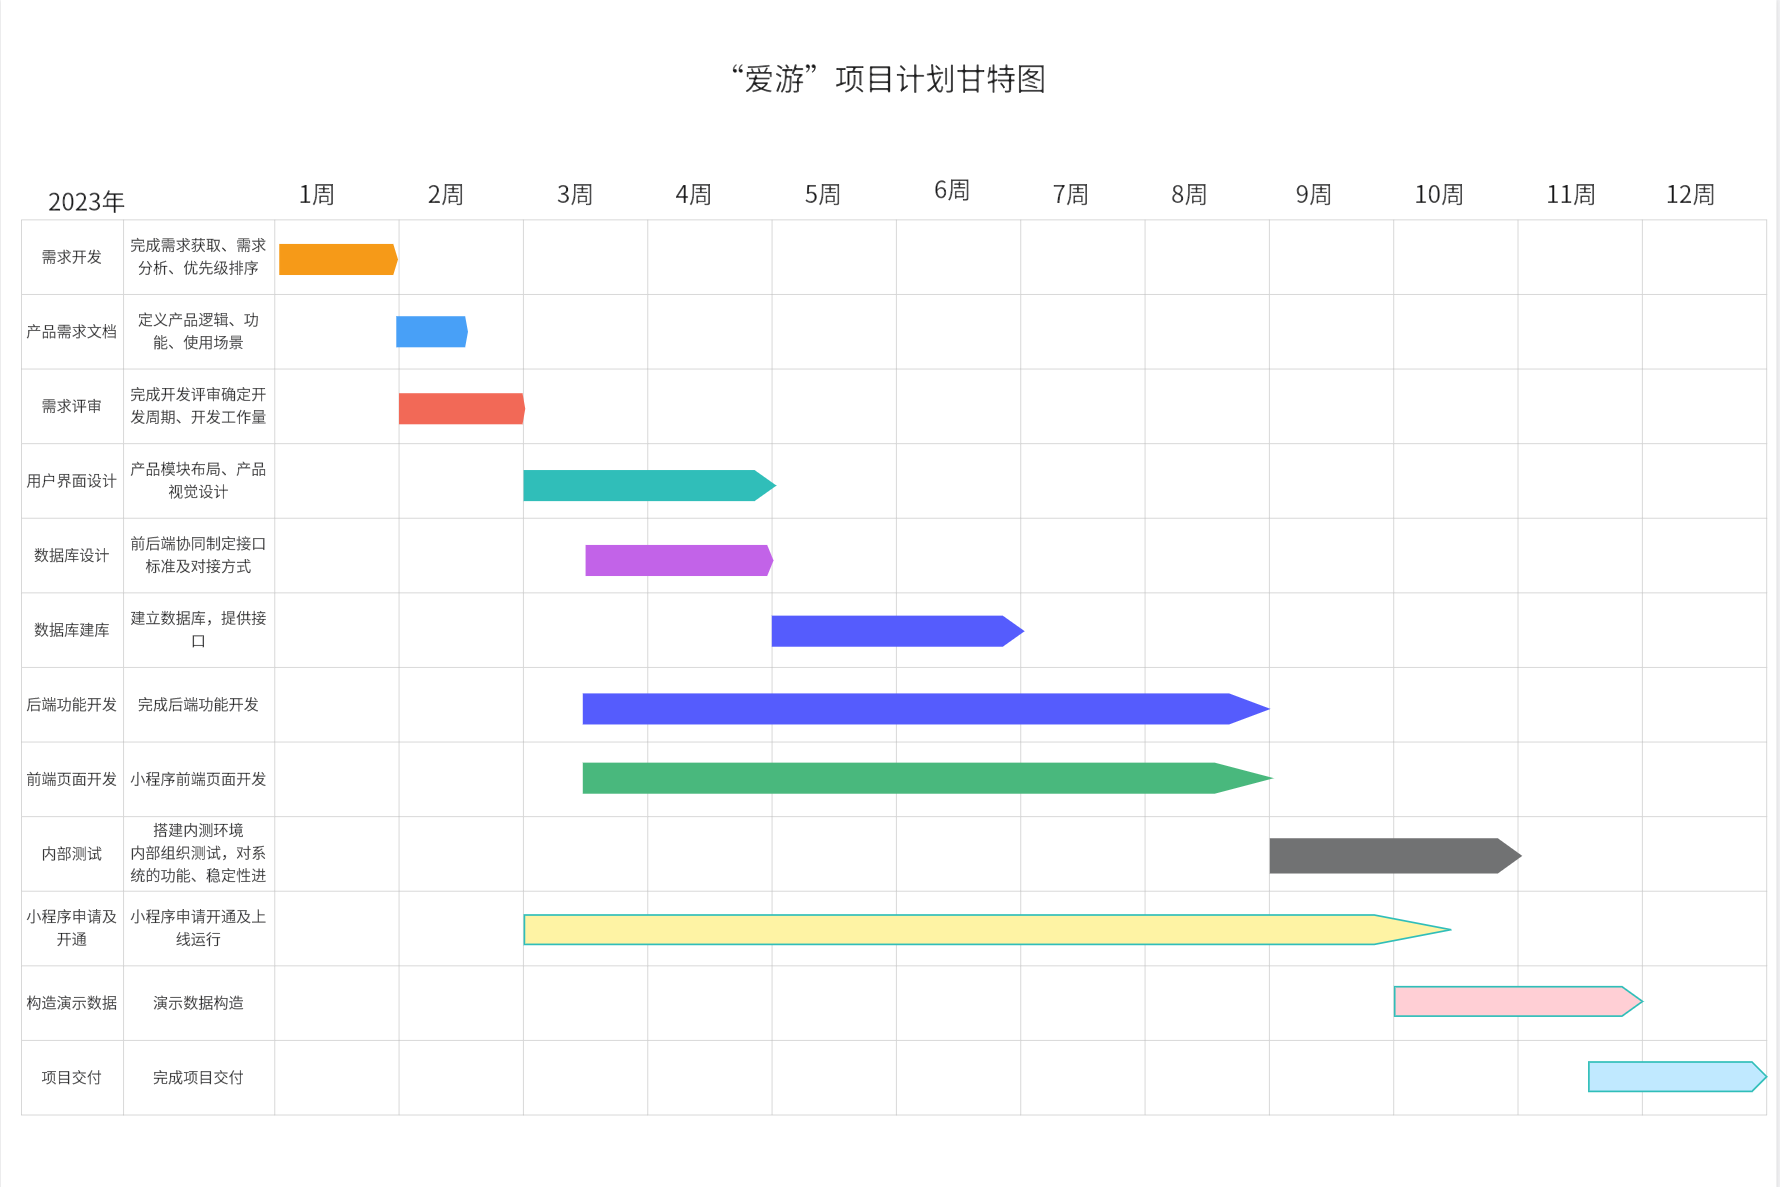 “爱游”项目计划甘特图
2023年
1周
2周
3周
4周
5周
6周
7周
8周
9周
10周
11周
12周
需求开发
完成需求获取、需求
分析、优先级排序
产品需求文档
定义产品逻辑、功
能、使用场景
需求评审
完成开发评审确定开
发周期、开发工作量
用户界面设计
产品模块布局、产品
视觉设计
数据库设计
前后端协同制定接口
标准及对接方式
数据库建库
建立数据库，提供接
口
后端功能开发
完成后端功能开发
前端页面开发
小程序前端页面开发
内部测试
搭建内测环境
内部组织测试，对系
统的功能、稳定性进
小程序申请及
开通
小程序申请开通及上
线运行
构造演示数据
演示数据构造
项目交付
完成项目交付